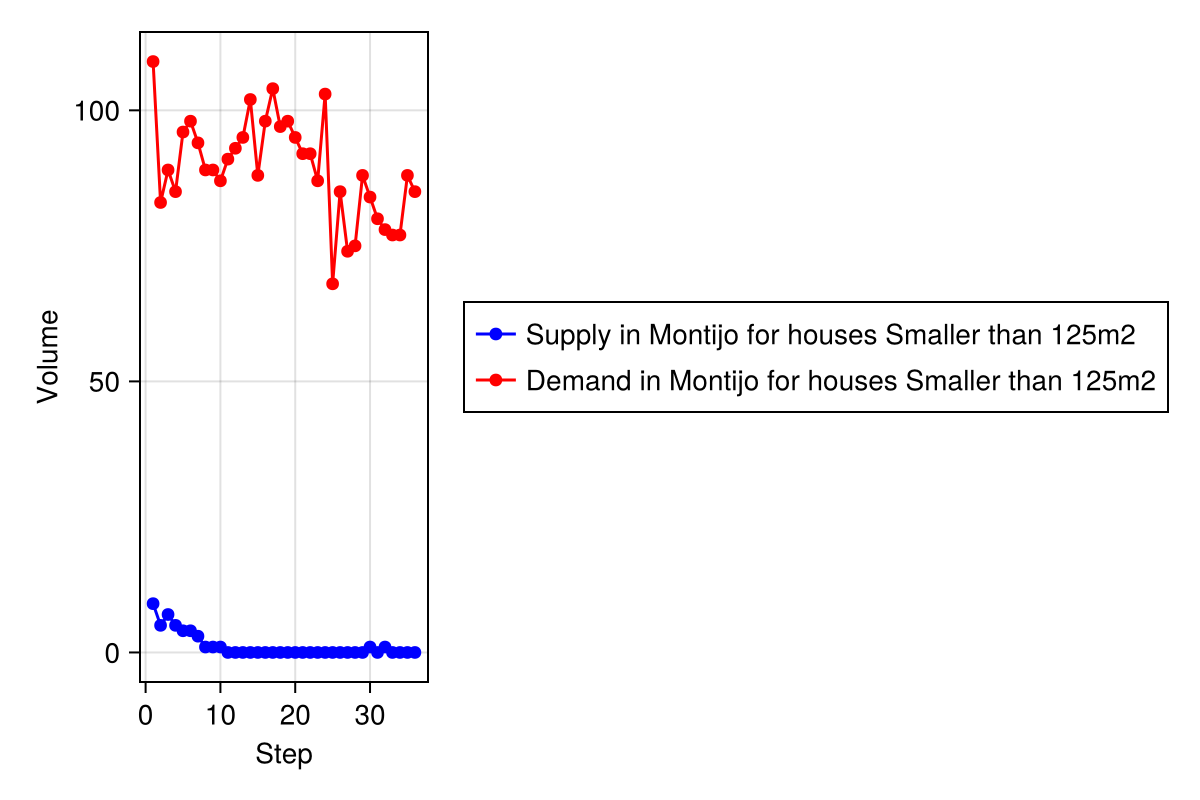 Volume
100
50
0
0 10 20 30
Step
Supply in Montijo for houses Smaller than 125m2
Demand in Montijo for houses Smaller than 125m2